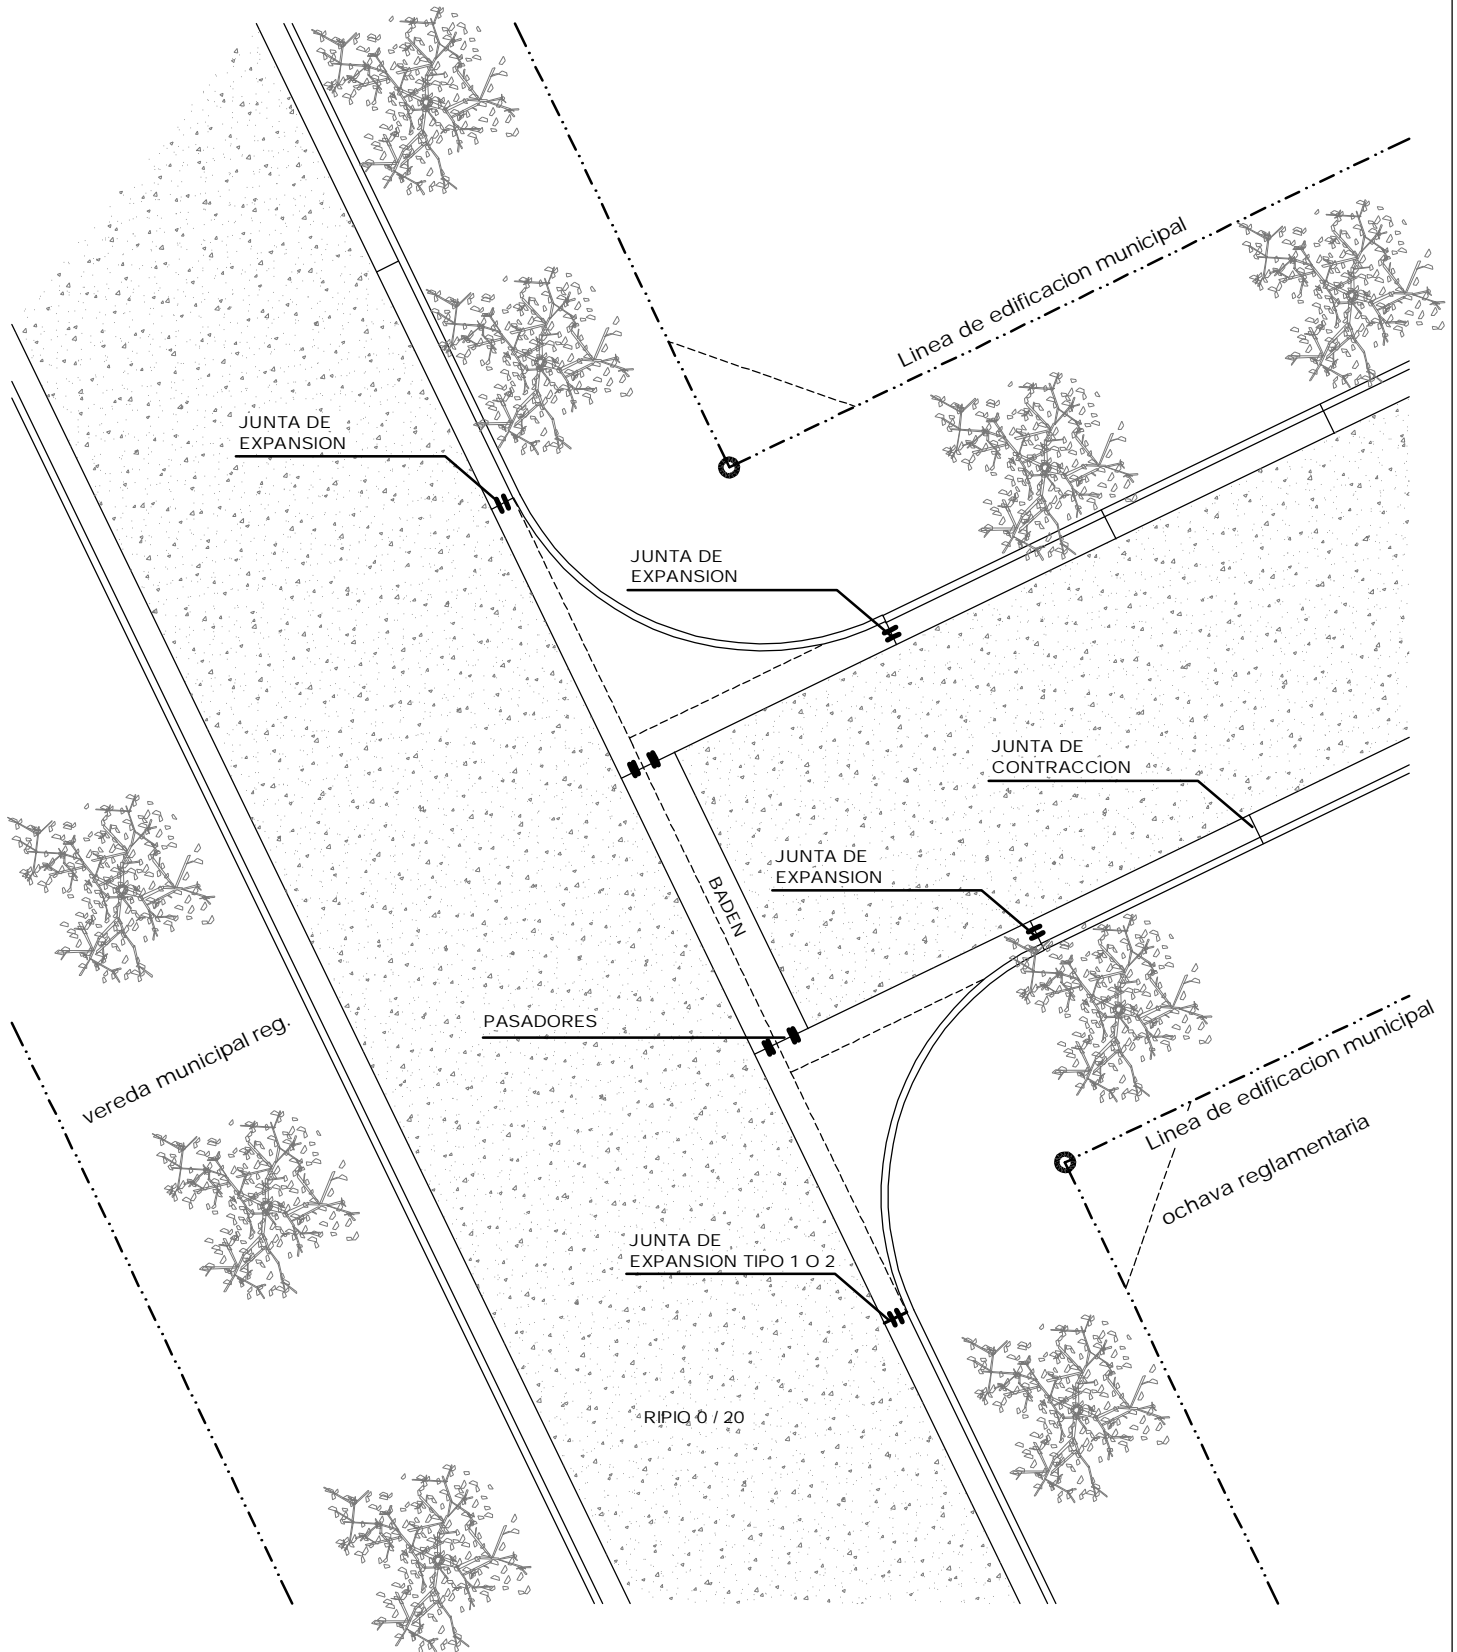 Linea de edificacion municipal
JUNTA DE
EXPANSION
JUNTA DE
EXPANSION
JUNTA DE
CONTRACCION
JUNTA DE
EXPANSION
BADEN
PASADORES
vereda municipal reg.
Linea de edificacion municipal
ochava reglamentaria
JUNTA DE
EXPANSION TIPO 1 O 2
RIPIO 0 / 20